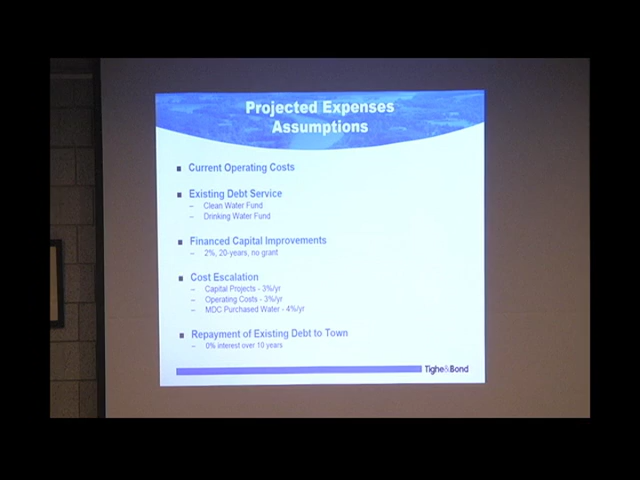 Projected Expenses
Assumptions
■ Current Operating Costs
■ Existing Debt Service
– Clean Water Fund
– Drinking Water Fund
■ Financed Capital Improvements
– 2%, 20-years, no grant
■ Cost Escalation
– Capital Projects - 3%/yr
– Operating Costs - 3%/yr
– MDC Purchased Water - 4%/yr
■ Repayment of Existing Debt to Town
– 0% interest over 10 years
Tighe&Bond